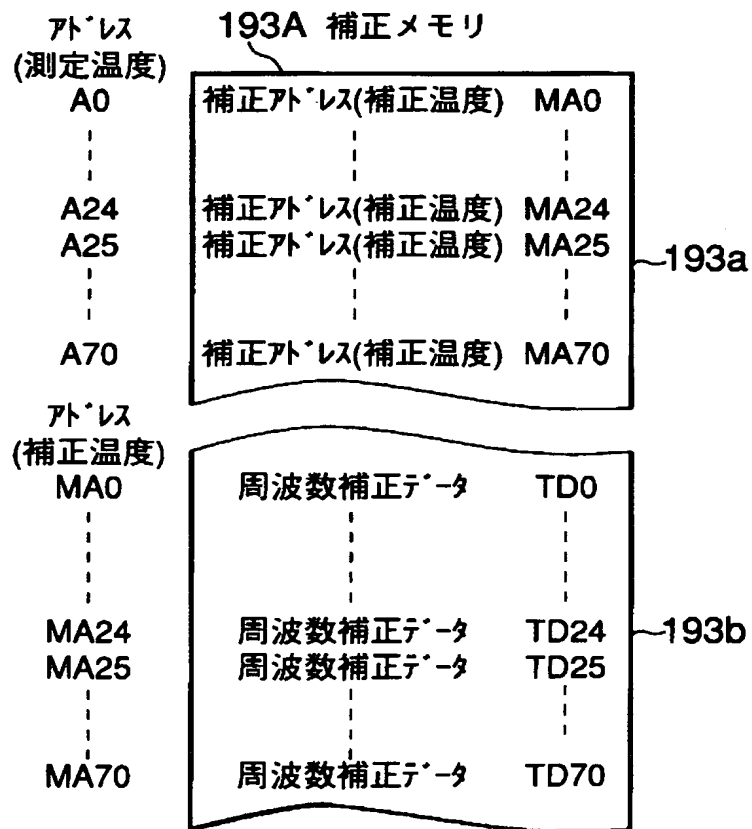 193A 補正メモリ
ｱﾄﾞﾚｽ
(測定温度)
A0 補正ｱﾄﾞﾚｽ(補正温度) MA0
A24 補正ｱﾄﾞﾚｽ(補正温度) MA24
A25 補正ｱﾄﾞﾚｽ(補正温度) MA25
193a
A70 補正ｱﾄﾞﾚｽ(補正温度) MA70
ｱﾄﾞﾚｽ
(補正温度)
MA0 周波数補正ﾃﾞｰﾀ TD0
MA24 周波数補正ﾃﾞｰﾀ TD24
193b
MA25 周波数補正ﾃﾞｰﾀ TD25
MA70 周波数補正ﾃﾞｰﾀ TD70